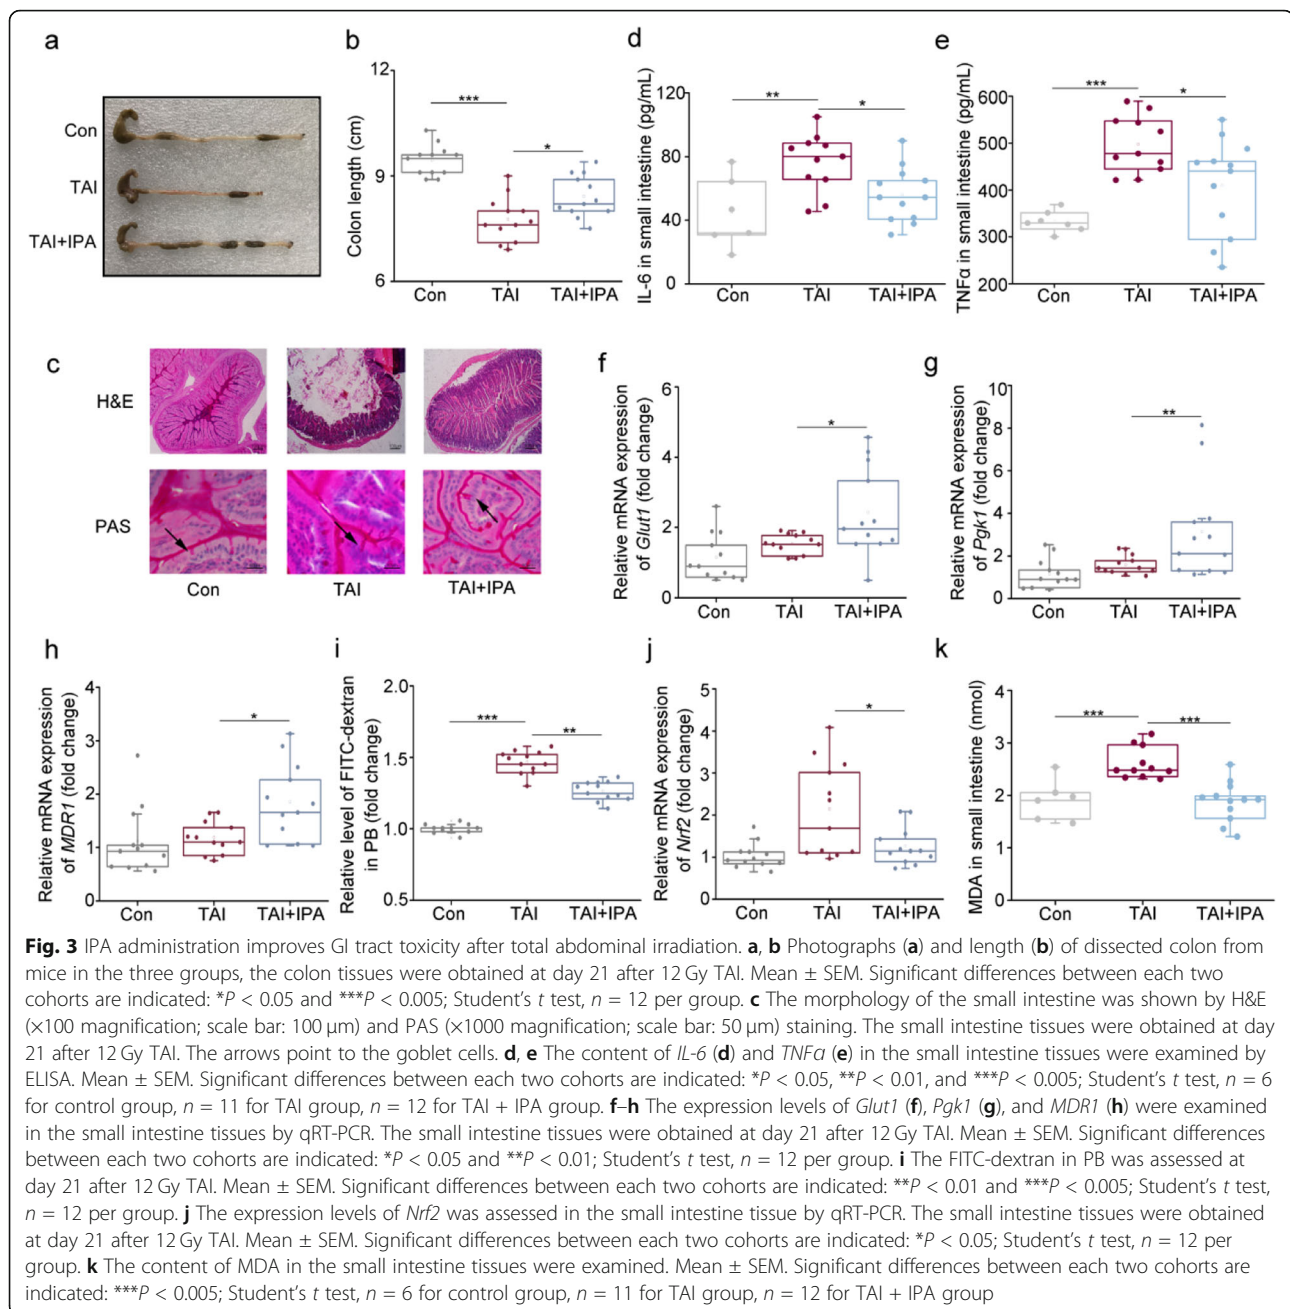 a
Con
TAI
TAI+IPA
b
Colon length (cm)
12
9
6
***
*
Con TAI TAI+IPA
d
IL-6 in small intestine (pg/mL)
120
80
40
0
**
*
Con TAI TAI+IPA
e
TNFα in small intestine (pg/mL)
600
500
400
300
200
***
*
Con TAI TAI+IPA
c
H&E
PAS
Con TAI TAI+IPA
f
Relative mRNA expression
of Glut1 (fold change)
6
4
2
0
*
Con TAI TAI+IPA
g
Relative mRNA expression
of Pgk1 (fold change)
10
8
6
4
2
0
**
Con TAI TAI+IPA
h
Relative mRNA expression
of MDR1 (fold change)
4
3
2
1
0
*
Con TAI TAI+IPA
i
Relative level of FITC-dextran
in PB (fold change)
2.0
1.5
1.0
0.5
***
**
Con TAI TAI+IPA
j
Relative mRNA expression
of Nrf2 (fold change)
5
4
3
2
1
0
*
Con TAI TAI+IPA
k
MDA in small intestine (nmol)
4
3
2
1
0
***
***
Con TAI TAI+IPA
Fig. 3 IPA administration improves GI tract toxicity after total abdominal irradiation. a, b Photographs (a) and length (b) of dissected colon from
mice in the three groups, the colon tissues were obtained at day 21 after 12 Gy TAI. Mean ± SEM. Significant differences between each two
cohorts are indicated: *P < 0.05 and ***P < 0.005; Student's t test, n = 12 per group. c The morphology of the small intestine was shown by H&E
(×100 magnification; scale bar: 100 μm) and PAS (×1000 magnification; scale bar: 50 μm) staining. The small intestine tissues were obtained at day
21 after 12 Gy TAI. The arrows point to the goblet cells. d, e The content of IL-6 (d) and TNFα (e) in the small intestine tissues were examined by
ELISA. Mean ± SEM. Significant differences between each two cohorts are indicated: *P < 0.05, **P < 0.01, and ***P < 0.005; Student's t test, n = 6
for control group, n = 11 for TAI group, n = 12 for TAI + IPA group. f–h The expression levels of Glut1 (f), Pgk1 (g), and MDR1 (h) were examined
in the small intestine tissues by qRT-PCR. The small intestine tissues were obtained at day 21 after 12 Gy TAI. Mean ± SEM. Significant differences
between each two cohorts are indicated: *P < 0.05 and **P < 0.01; Student's t test, n = 12 per group. i The FITC-dextran in PB was assessed at
day 21 after 12 Gy TAI. Mean ± SEM. Significant differences between each two cohorts are indicated: **P < 0.01 and ***P < 0.005; Student's t test,
n = 12 per group. j The expression levels of Nrf2 was assessed in the small intestine tissue by qRT-PCR. The small intestine tissues were obtained
at day 21 after 12 Gy TAI. Mean ± SEM. Significant differences between each two cohorts are indicated: *P < 0.05; Student's t test, n = 12 per
group. k The content of MDA in the small intestine tissues were examined. Mean ± SEM. Significant differences between each two cohorts are
indicated: ***P < 0.005; Student's t test, n = 6 for control group, n = 11 for TAI group, n = 12 for TAI + IPA group